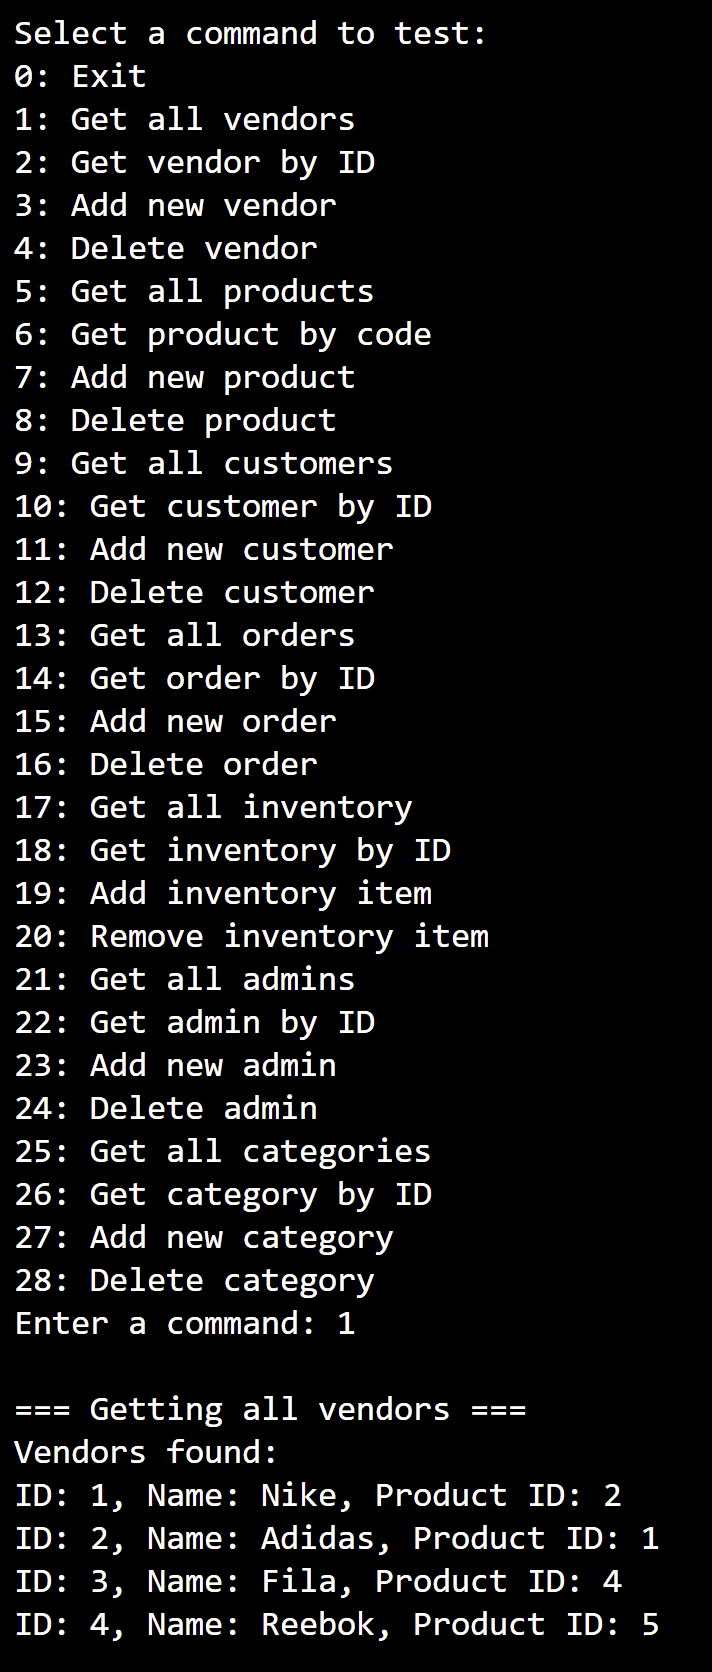 Select a command to test:
0: Exit
1: Get all vendors
2: Get vendor by ID
3: Add new vendor
4: Delete vendor
5: Get all products
6: Get product by code
7: Add new product
8: Delete product
9: Get all customers
10: Get customer by ID
11: Add new customer
12: Delete customer
13: Get all orders
14: Get order by ID
15: Add new order
16: Delete order
17: Get all inventory
18: Get inventory by ID
19: Add inventory item
20: Remove inventory item
21: Get all admins
22: Get admin by ID
23: Add new admin
24: Delete admin
25: Get all categories
26: Get category by ID
27: Add new category
28: Delete category
Enter a command: 1

=== Getting all vendors ===
Vendors found:
ID: 1, Name: Nike, Product ID: 2
ID: 2, Name: Adidas, Product ID: 1
ID: 3, Name: Fila, Product ID: 4
ID: 4, Name: Reebok, Product ID: 5